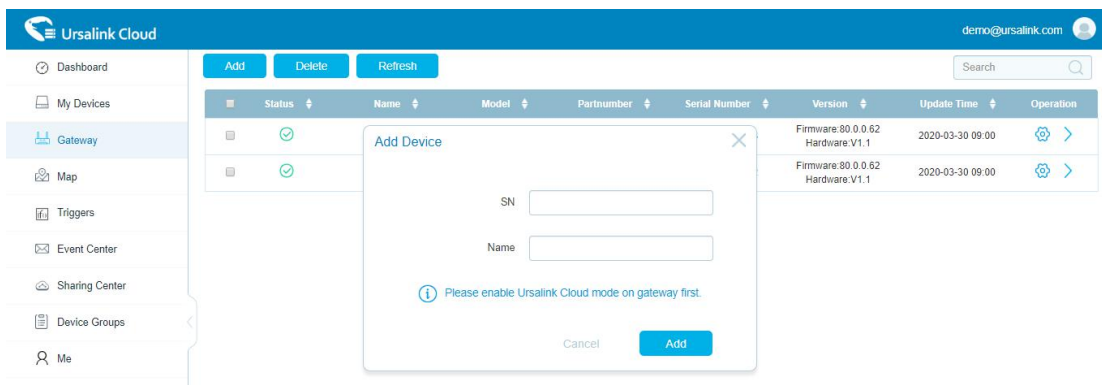 Ursalink Cloud
demo@ursalink.com
Dashboard
My Devices
Gateway
Map
Triggers
Event Center
Sharing Center
Device Groups
Me
Add Delete Refresh
Search
Status Name Model Partnumber Serial Number Version Update Time Operation
Firmware:80.0.0.62
Hardware:V1.1
2020-03-30 09:00
Firmware:80.0.0.62
Hardware:V1.1
2020-03-30 09:00
Add Device
SN
Name
Please enable Ursalink Cloud mode on gateway first.
Cancel Add